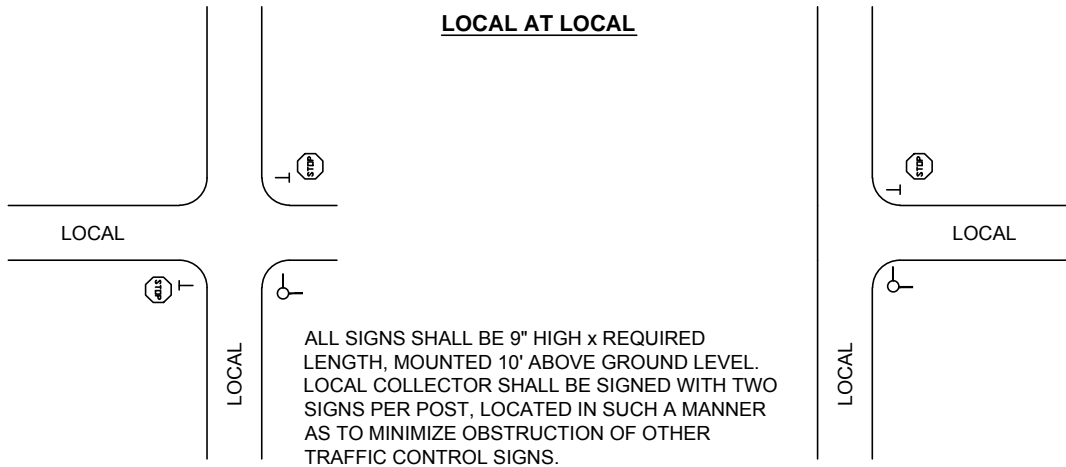 LOCAL AT LOCAL
STOP
STOP
LOCAL
LOCAL
STOP
ALL SIGNS SHALL BE 9" HIGH x REQUIRED
LENGTH, MOUNTED 10' ABOVE GROUND LEVEL.
LOCAL COLLECTOR SHALL BE SIGNED WITH TWO
SIGNS PER POST, LOCATED IN SUCH A MANNER
AS TO MINIMIZE OBSTRUCTION OF OTHER
TRAFFIC CONTROL SIGNS.
LOCAL
LOCAL